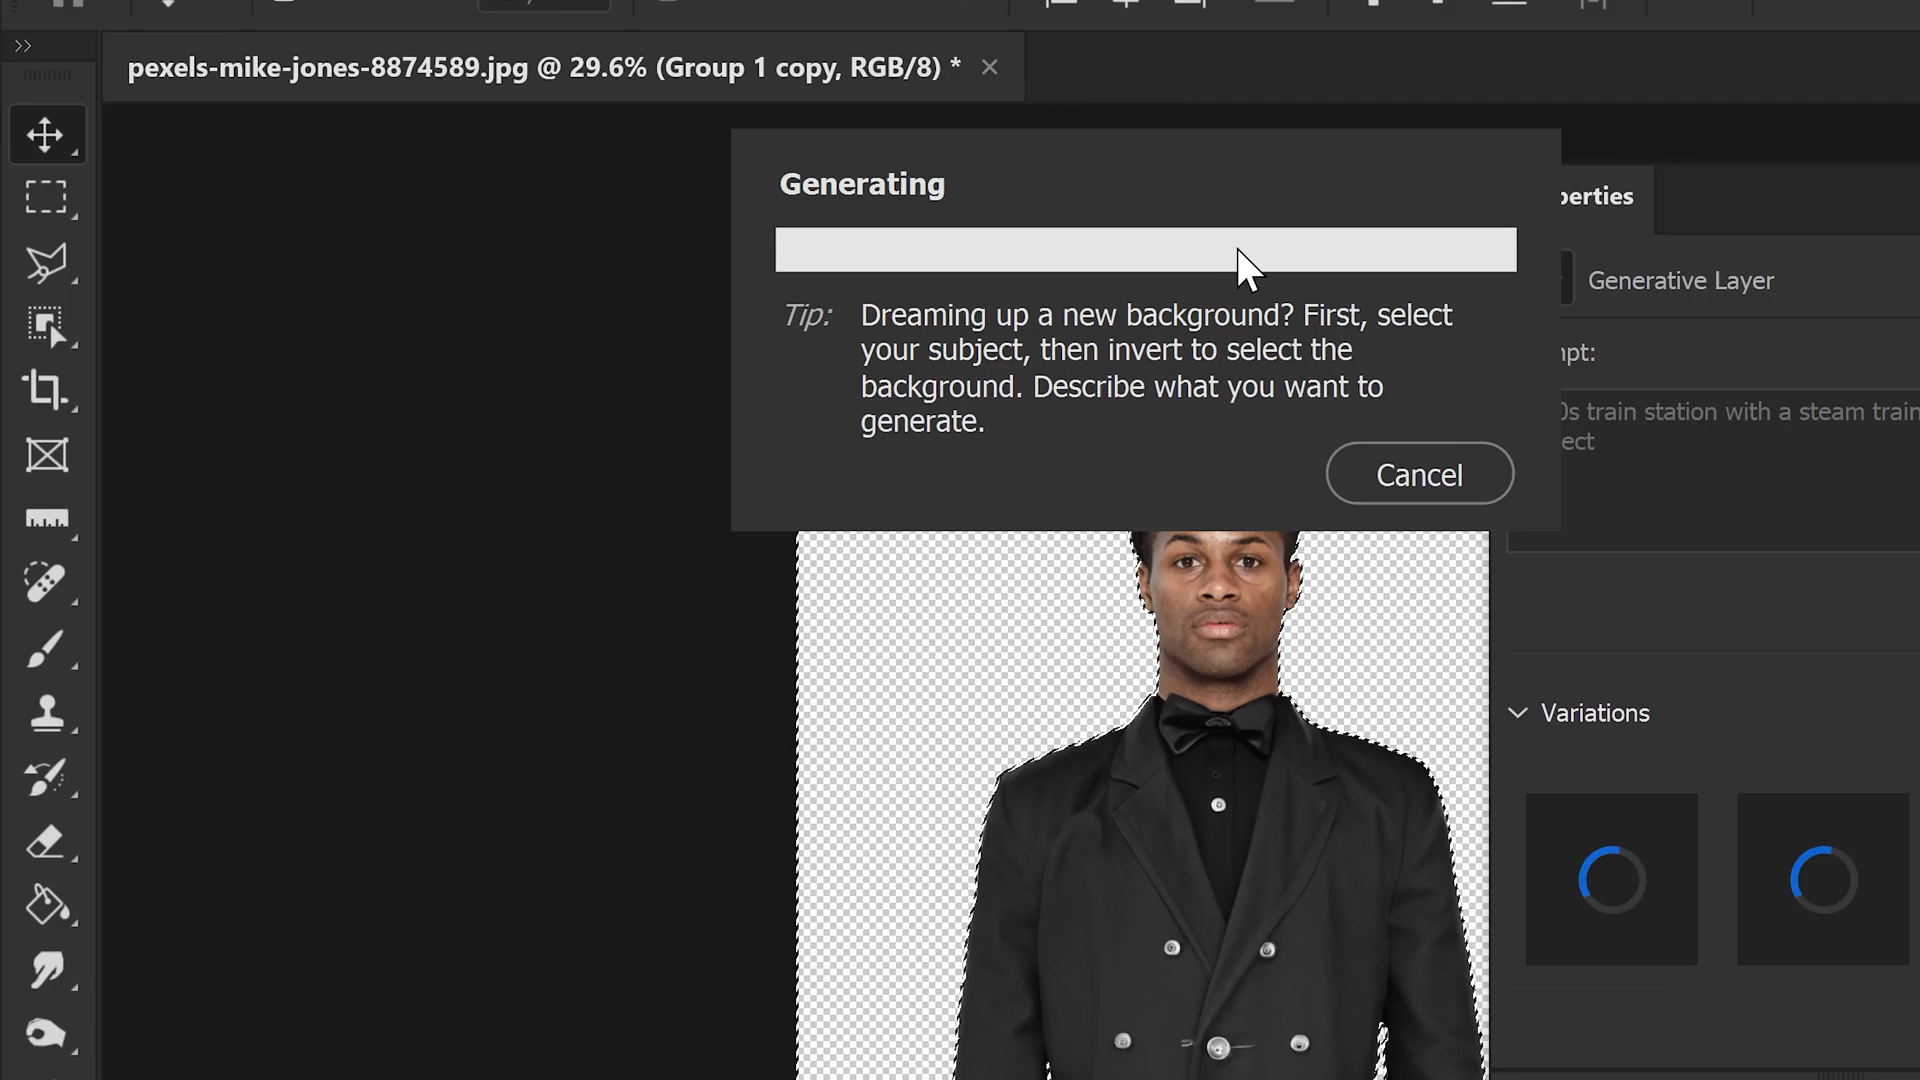 pexels-mike-jones-8874589.jpg @ 29.6% (Group 1 copy, RGB/8) *
Generating
perties
Generative Layer
Tip: Dreaming up a new background? First, select
your subject, then invert to select the
background. Describe what you want to
generate.
Cancel
mpt:
0s train station with a steam train
ect
Variations